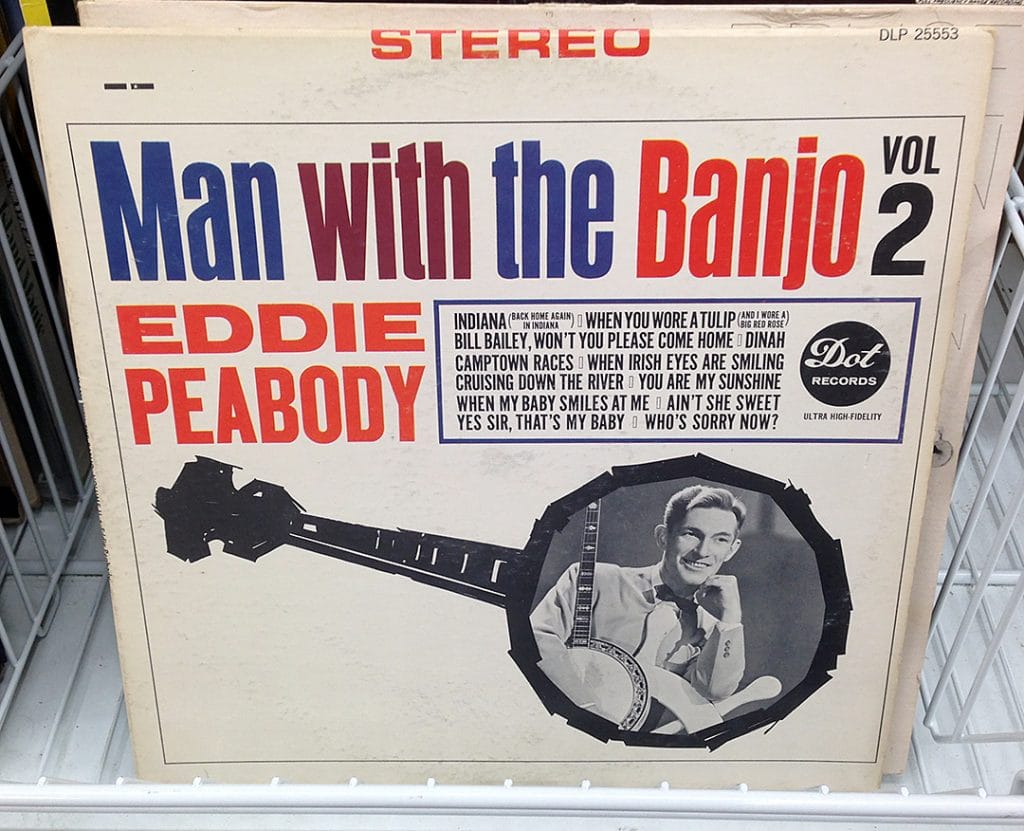 STEREO
DLP 25553
Man with the Banjo VOL 2
EDDIE
PEABODY
INDIANA (BACK HOME AGAIN IN INDIANA) ▯ WHEN YOU WORE A TULIP (AND I WORE A BIG RED ROSE)
BILL BAILEY, WON'T YOU PLEASE COME HOME ▯ DINAH
CAMPTOWN RACES ▯ WHEN IRISH EYES ARE SMILING
CRUISING DOWN THE RIVER ▯ YOU ARE MY SUNSHINE
WHEN MY BABY SMILES AT ME ▯ AIN'T SHE SWEET
YES SIR, THAT'S MY BABY ▯ WHO'S SORRY NOW?
Dot
RECORDS
ULTRA HIGH-FIDELITY